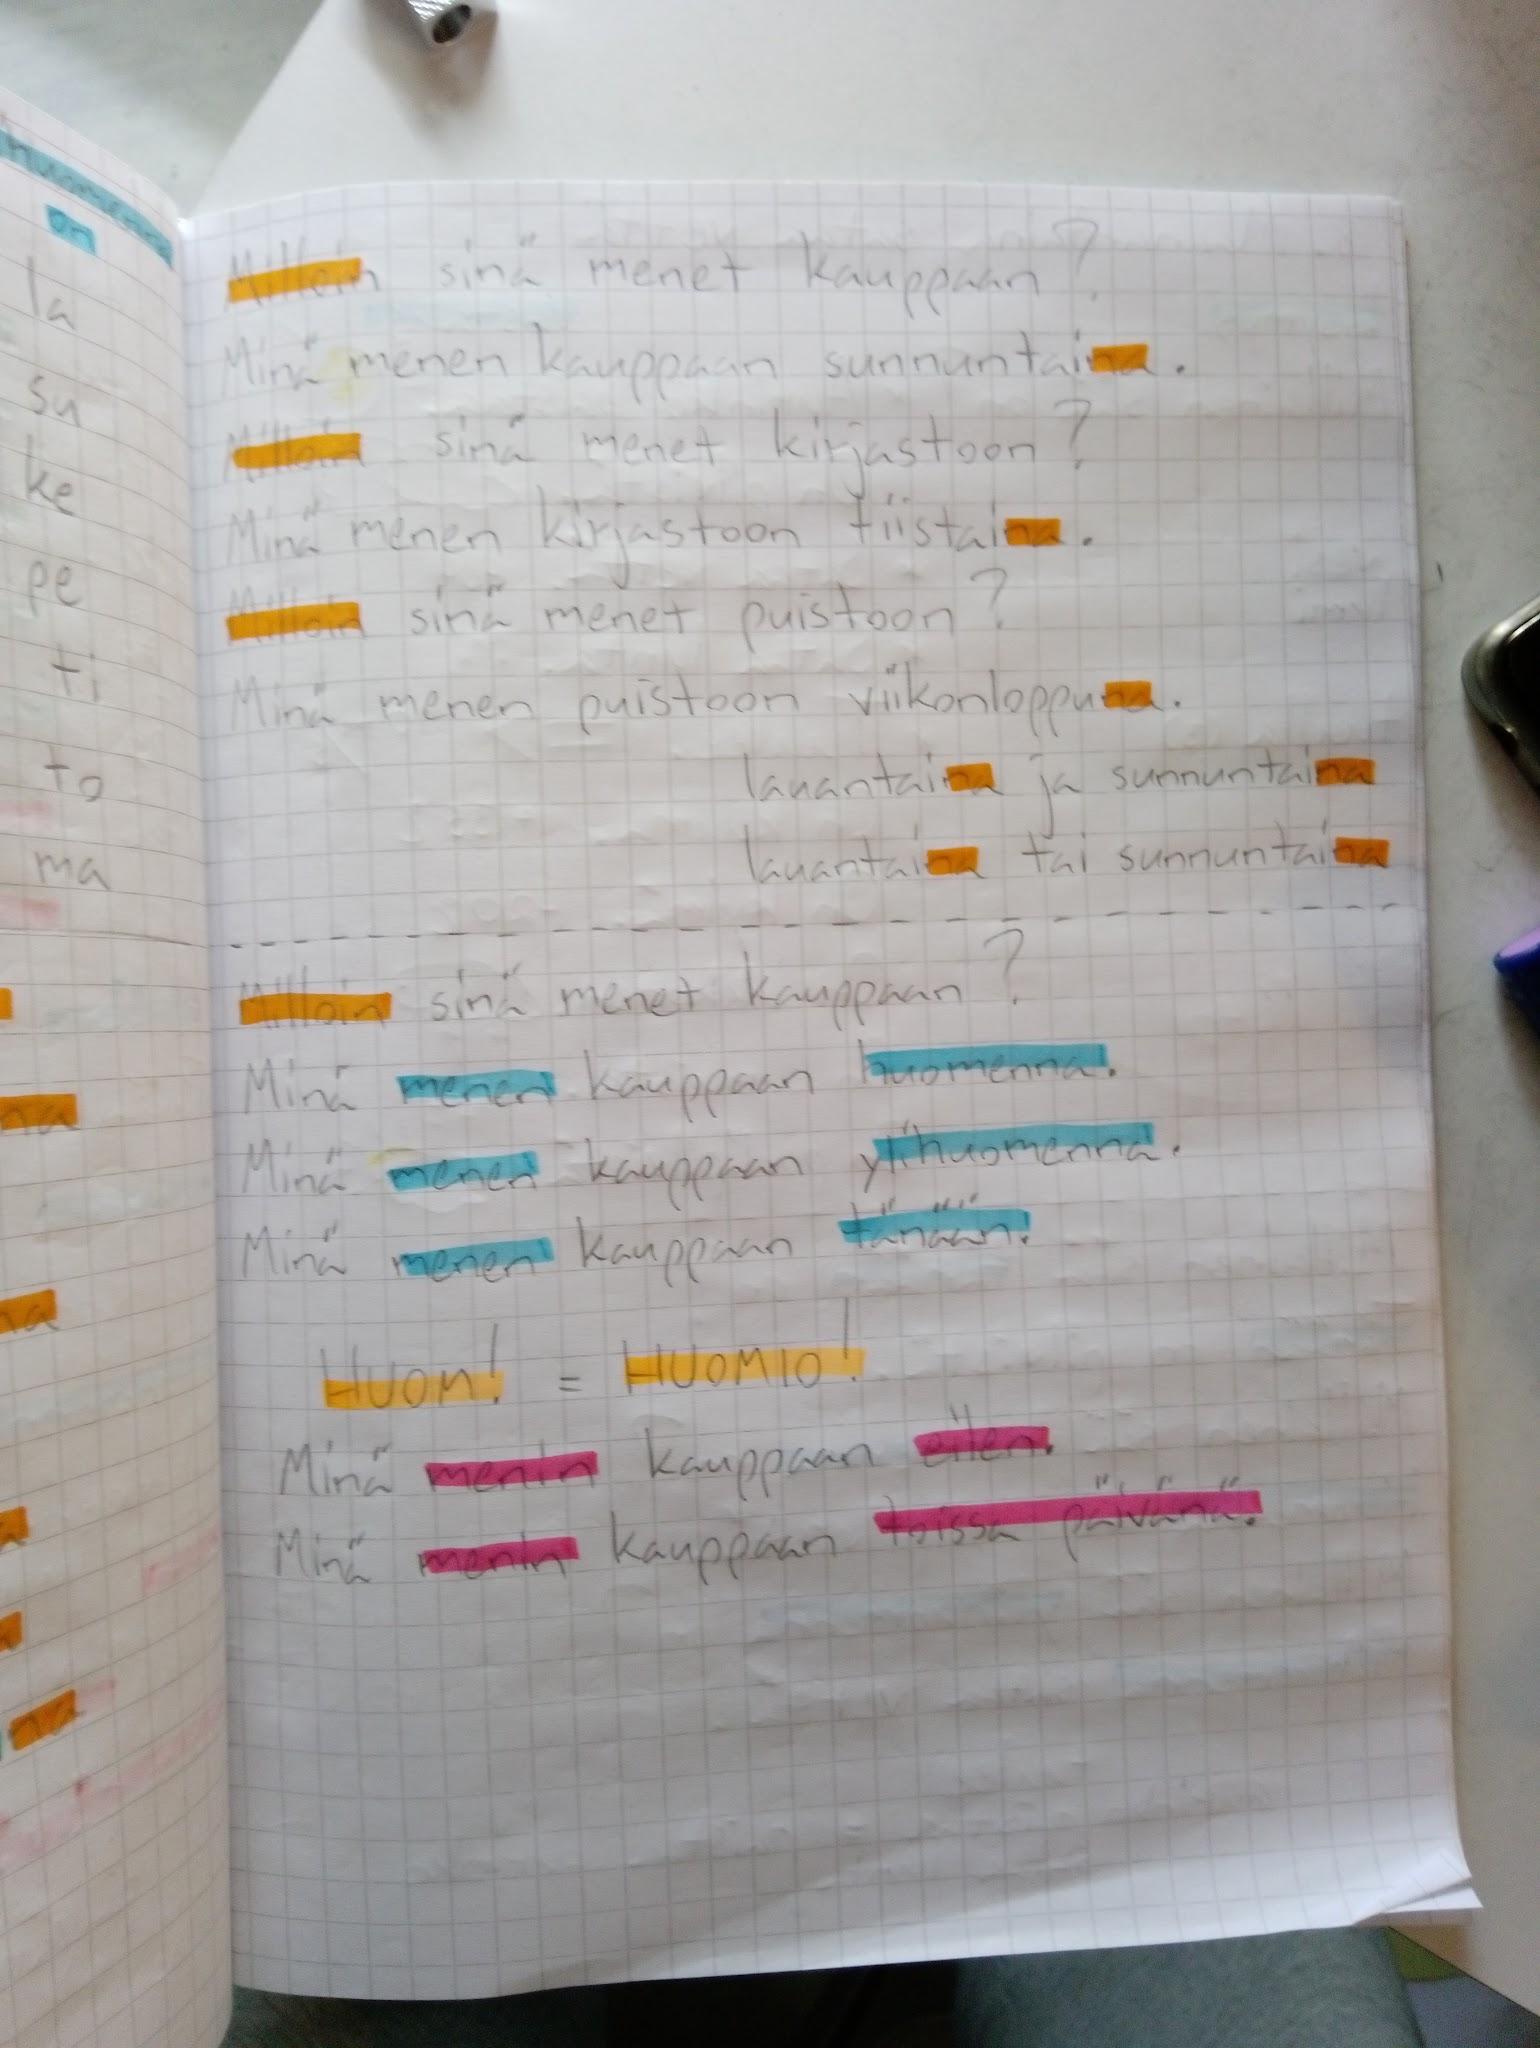 huomenna
on
la
su
ke
pe
ti
to
ma
na
na
na
Milloin sinä menet kauppaan?
Minä menen kauppaan sunnuntaina.
Milloin sinä menet kirjastoon?
Minä menen kirjastoon tiistaina.
Milloin sinä menet puistoon?
Minä menen puistoon viikonloppuna.
lauantaina ja sunnuntaina
lauantaina tai sunnuntaina
Milloin sinä menet kauppaan?
Minä menen kauppaan huomenna.
Minä menen kauppaan ylihuomenna.
Minä menen kauppaan tänään.
HUOM! = HUOMIO!
Minä menin kauppaan eilen.
Minä menin kauppaan toissa päivänä.